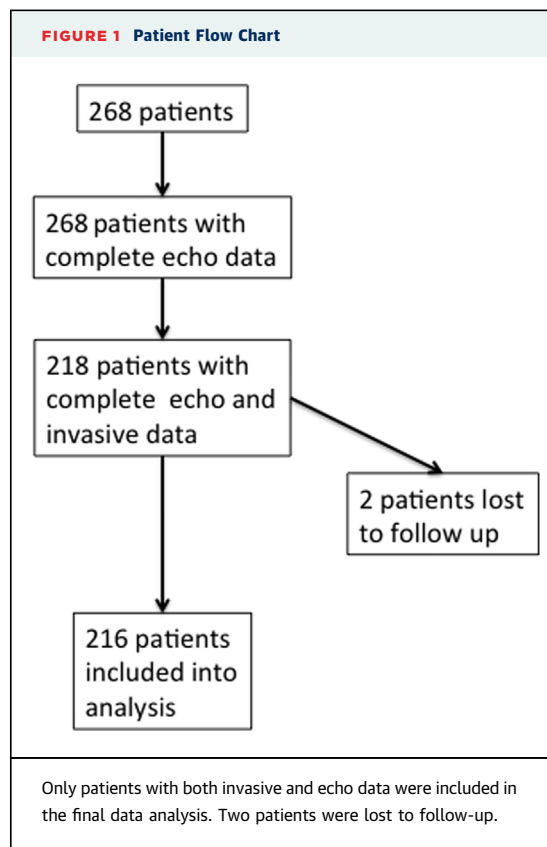 FIGURE 1 Patient Flow Chart
268 patients
268 patients with
complete echo data
218 patients with
complete echo and
invasive data
2 patients lost
to follow up
216 patients
included into
analysis
Only patients with both invasive and echo data were included in
the final data analysis. Two patients were lost to follow-up.